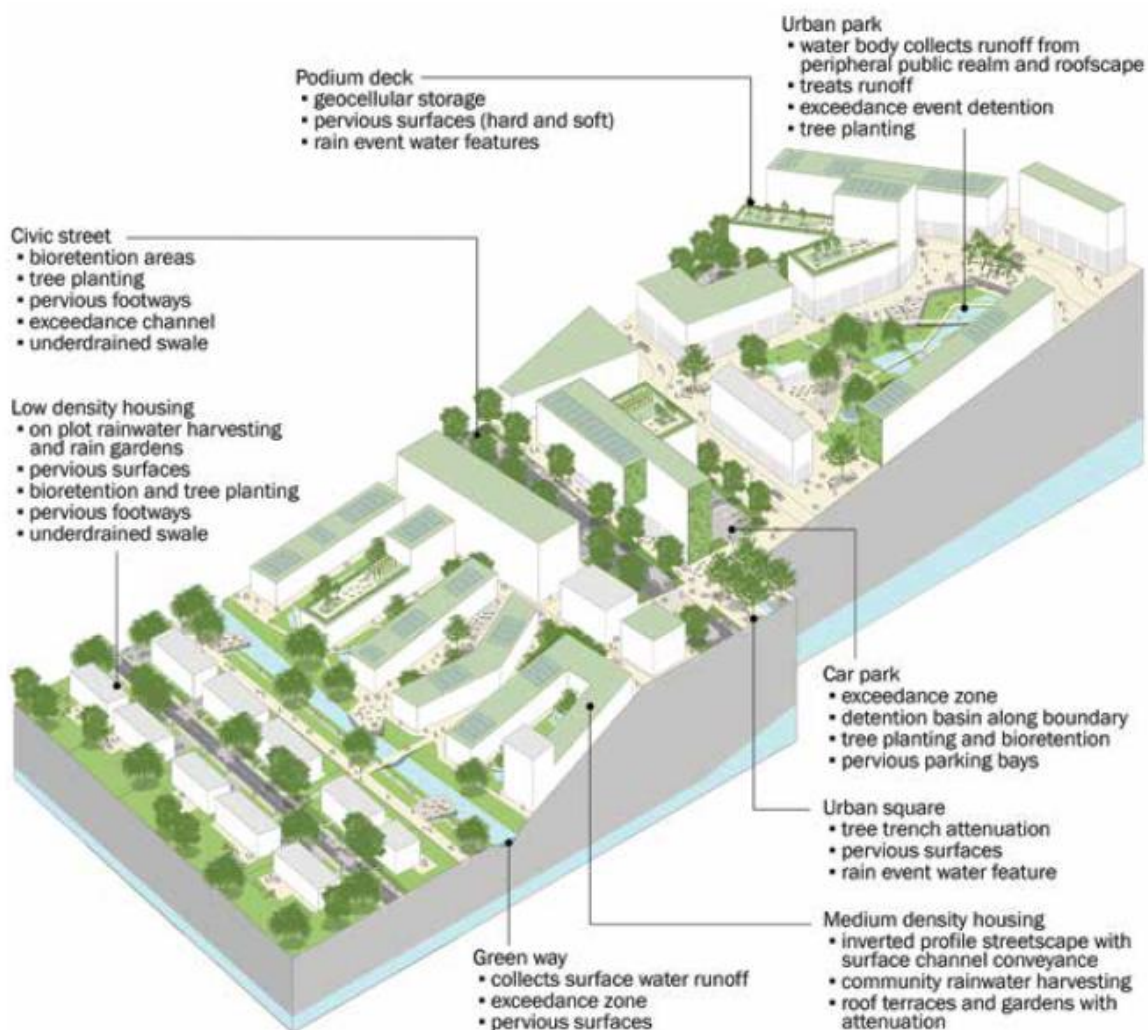 Urban park
▪ water body collects runoff from
peripheral public realm and roofscape
▪ treats runoff
▪ exceedance event detention
▪ tree planting
Podium deck
▪ geocellular storage
▪ pervious surfaces (hard and soft)
▪ rain event water features
Civic street
▪ bioretention areas
▪ tree planting
▪ pervious footways
▪ exceedance channel
▪ underdrained swale
Low density housing
▪ on plot rainwater harvesting
and rain gardens
▪ pervious surfaces
▪ bioretention and tree planting
▪ pervious footways
▪ underdrained swale
Car park
▪ exceedance zone
▪ detention basin along boundary
▪ tree planting and bioretention
▪ pervious parking bays
Urban square
▪ tree trench attenuation
▪ pervious surfaces
▪ rain event water feature
Medium density housing
▪ inverted profile streetscape with
surface channel conveyance
▪ community rainwater harvesting
▪ roof terraces and gardens with
attenuation
Green way
▪ collects surface water runoff
▪ exceedance zone
▪ pervious surfaces